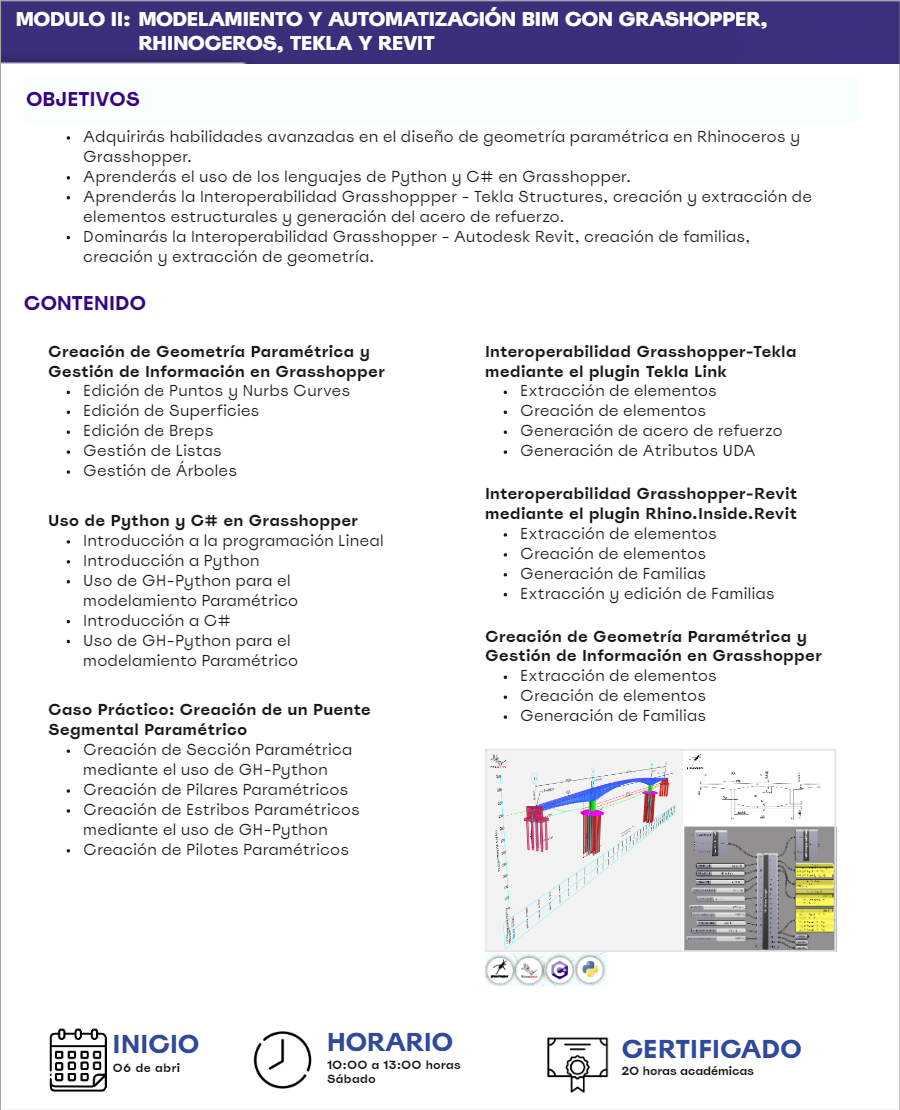 MODULO II: MODELAMIENTO Y AUTOMATIZACIÓN BIM CON GRASHOPPER,
RHINOCEROS, TEKLA Y REVIT
OBJETIVOS
• Adquirirás habilidades avanzadas en el diseño de geometría paramétrica en Rhinoceros y
Grasshopper.
• Aprenderás el uso de los lenguajes de Python y C# en Grasshopper.
• Aprenderás la Interoperabilidad Grasshoppper - Tekla Structures, creación y extracción de
elementos estructurales y generación del acero de refuerzo.
• Dominarás la Interoperabilidad Grasshopper - Autodesk Revit, creación de familias,
creación y extracción de geometría.
CONTENIDO
Creación de Geometría Paramétrica y
Gestión de Información en Grasshopper
• Edición de Puntos y Nurbs Curves
• Edición de Superficies
• Edición de Breps
• Gestión de Listas
• Gestión de Árboles
Uso de Python y C# en Grasshopper
• Introducción a la programación Lineal
• Introducción a Python
• Uso de GH-Python para el
modelamiento Paramétrico
• Introducción a C#
• Uso de GH-Python para el
modelamiento Paramétrico
Caso Práctico: Creación de un Puente
Segmental Paramétrico
• Creación de Sección Paramétrica
mediante el uso de GH-Python
• Creación de Pilares Paramétricos
• Creación de Estribos Paramétricos
mediante el uso de GH-Python
• Creación de Pilotes Paramétricos
Interoperabilidad Grasshopper-Tekla
mediante el plugin Tekla Link
• Extracción de elementos
• Creación de elementos
• Generación de acero de refuerzo
• Generación de Atributos UDA
Interoperabilidad Grasshopper-Revit
mediante el plugin Rhino.Inside.Revit
• Extracción de elementos
• Creación de elementos
• Generación de Familias
• Extracción y edición de Familias
Creación de Geometría Paramétrica y
Gestión de Información en Grasshopper
• Extracción de elementos
• Creación de elementos
• Generación de Familias
INICIO
06 de abri
HORARIO
10:00 a 13:00 horas
Sábado
CERTIFICADO
20 horas académicas